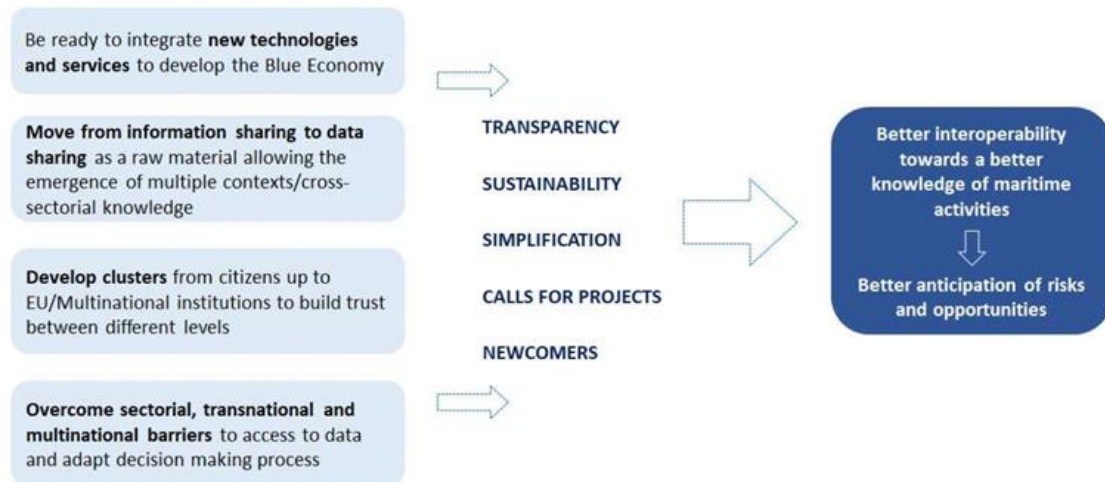 Be ready to integrate new technologies
and services to develop the Blue Economy
Move from information sharing to data
sharing as a raw material allowing the
emergence of multiple contexts/cross-
sectorial knowledge
Develop clusters from citizens up to
EU/Multinational institutions to build trust
between different levels
Overcome sectorial, transnational and
multinational barriers to access to data
and adapt decision making process
TRANSPARENCY
SUSTAINABILITY
SIMPLIFICATION
CALLS FOR PROJECTS
NEWCOMERS
Better interoperability
towards a better
knowledge of maritime
activities
Better anticipation of risks
and opportunities